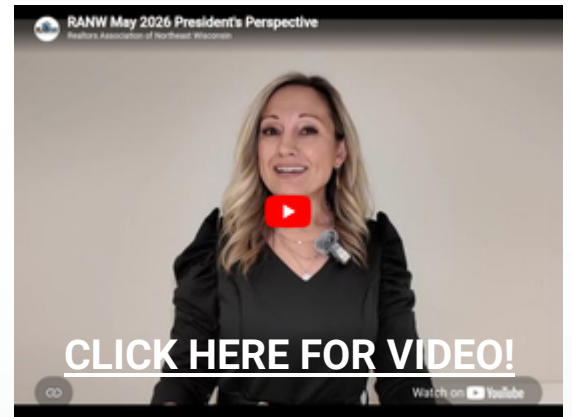 RANW May 2026 President's Perspective
Realtors Association of Northeast Wisconsin
CLICK HERE FOR VIDEO!
Watch on YouTube